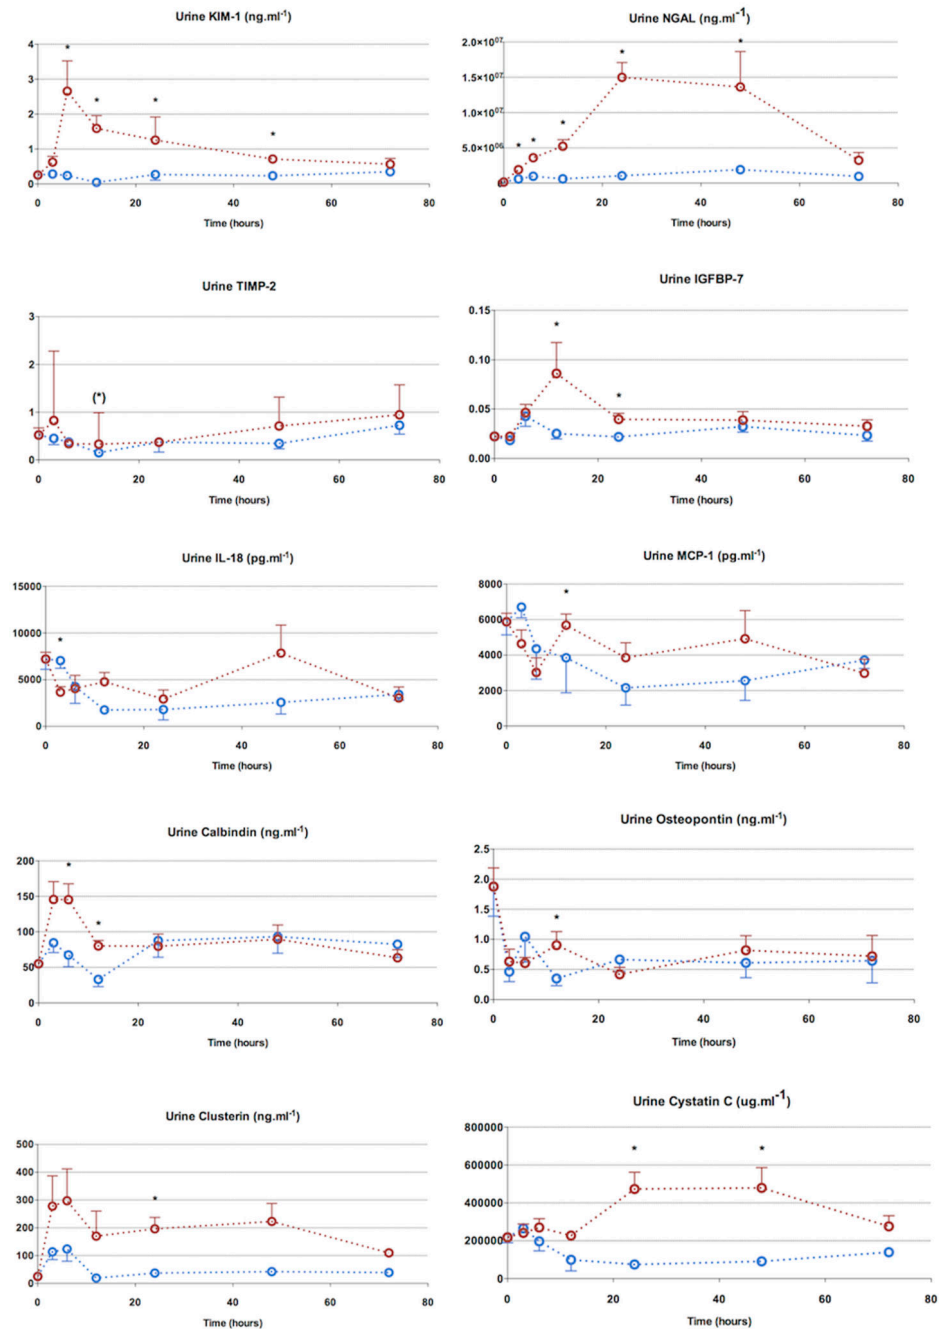 Urine KIM-1 (ng.ml-1)
4
*
3
*
*
2
*
1
0
0 20 40 60 80
Time (hours)
Urine NGAL (ng.ml-1)
2.0×10^07
*
*
1.5×10^07
1.0×10^07
*
*
*
5.0×10^06
0 20 40 60 80
Time (hours)
Urine TIMP-2
3
2
(*)
1
0
0 20 40 60 80
Time (hours)
Urine IGFBP-7
0.15
*
0.10
*
0.05
0.00
0 20 40 60 80
Time (hours)
Urine IL-18 (pg.ml-1)
15000
10000
*
5000
0
0 20 40 60 80
Time (hours)
Urine MCP-1 (pg.ml-1)
8000
*
6000
4000
2000
0
0 20 40 60 80
Time (hours)
Urine Calbindin (ng.ml-1)
200
*
150
*
100
50
0
0 20 40 60 80
Time (hours)
Urine Osteopontin (ng.ml-1)
2.5
2.0
1.5
*
1.0
0.5
0.0
0 20 40 60 80
Time (hours)
Urine Clusterin (ng.ml-1)
500
400
300
*
200
100
0
0 20 40 60 80
Time (hours)
Urine Cystatin C (ug.ml-1)
800000
* *
600000
400000
200000
0
0 20 40 60 80
Time (hours)